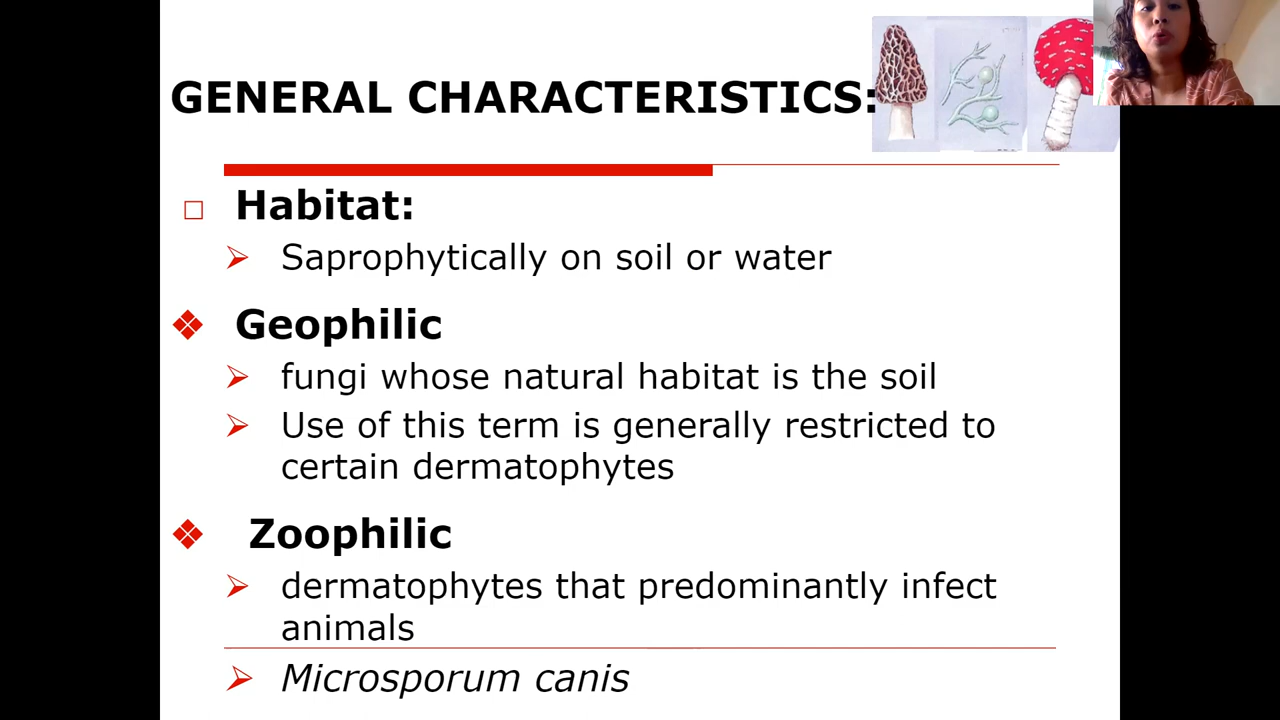 GENERAL CHARACTERISTICS:
Habitat:
Saprophytically on soil or water
Geophilic
fungi whose natural habitat is the soil
Use of this term is generally restricted to
certain dermatophytes
Zoophilic
dermatophytes that predominantly infect
animals
Microsporum canis